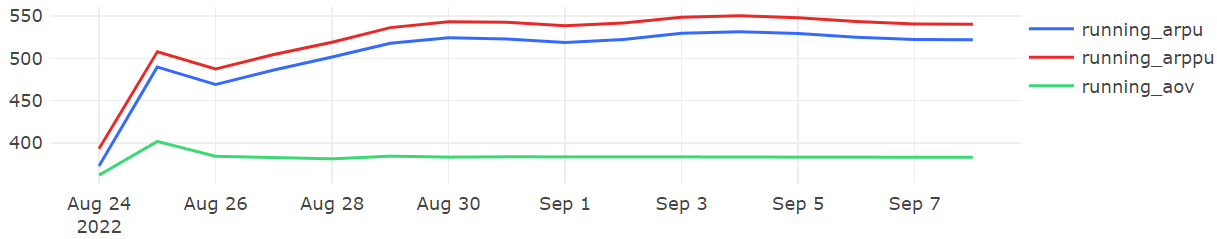 550
500
450
400
Aug 24
2022
Aug 26
Aug 28
Aug 30
Sep 1
Sep 3
Sep 5
Sep 7
running_arpu
running_arppu
running_aov